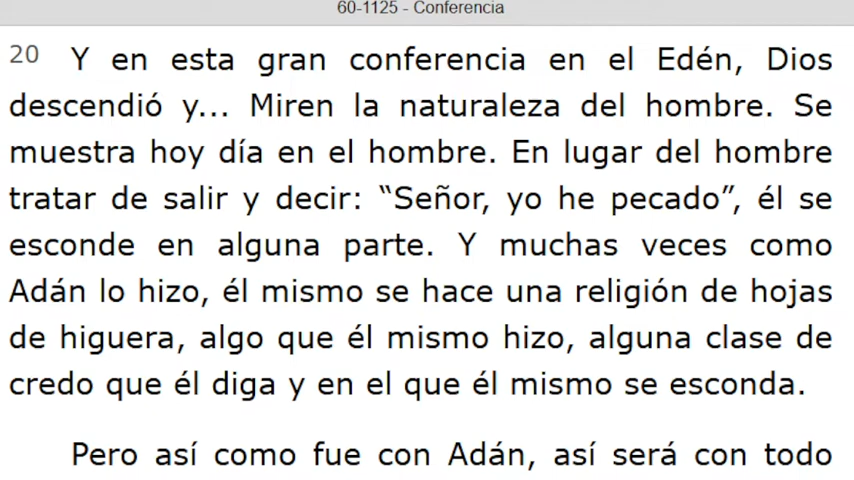 60-1125 - Conferencia
20 Y en esta gran conferencia en el Edén, Dios
descendió y... Miren la naturaleza del hombre. Se
muestra hoy día en el hombre. En lugar del hombre
tratar de salir y decir: “Señor, yo he pecado”, él se
esconde en alguna parte. Y muchas veces como
Adán lo hizo, él mismo se hace una religión de hojas
de higuera, algo que él mismo hizo, alguna clase de
credo que él diga y en el que él mismo se esconda.
Pero así como fue con Adán, así será con todo